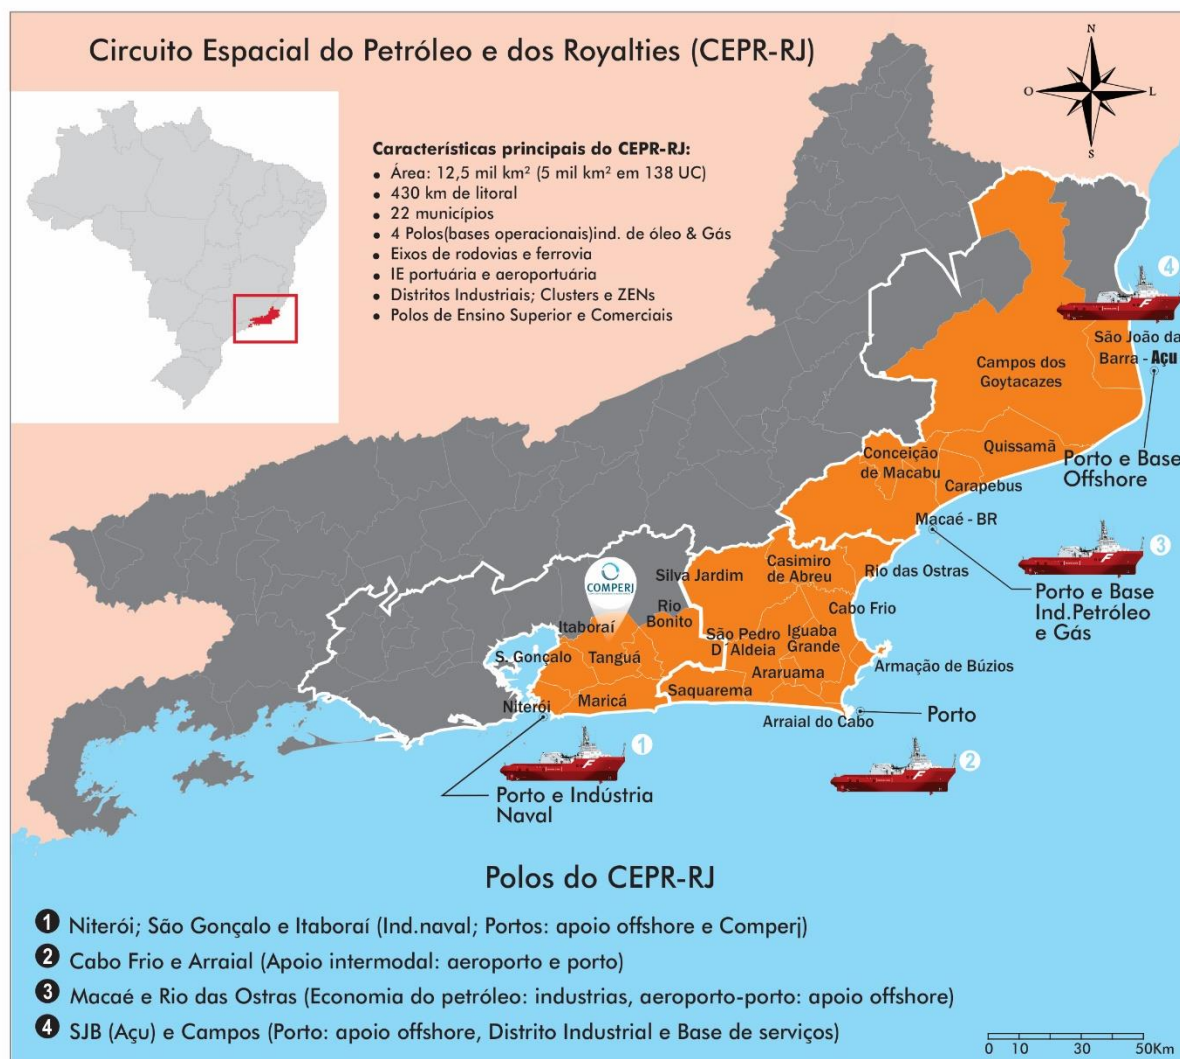 Circuito Espacial do Petróleo e dos Royalties (CEPR-RJ)
N
O
L
S
Características principais do CEPR-RJ:
• Área: 12,5 mil km² (5 mil km² em 138 UC)
• 430 km de litoral
• 22 municípios
• 4 Polos(bases operacionais)ind. de óleo & Gás
• Eixos de rodovias e ferrovia
• IE portuária e aeroportuária
• Distritos Industriais; Clusters e ZENs
• Polos de Ensino Superior e Comerciais
4
F
São João da
Barra - Açu
Campos dos
Goytacazes
Quissamã
Porto e Base
Offshore
Conceição
de Macabu
Carapebus
Macaé - BR
3
F
Porto e Base
Ind.Petróleo
e Gás
COMPERJ
Silva Jardim
Casimiro
de Abreu
Rio das Ostras
Cabo Frio
Rio
Bonito
Itaboraí
São Pedro
D´Aldeia
Iguaba
Grande
S. Gonçalo
Tanguá
Araruama
Armação de Búzios
Saquarema
Maricá
Niterói
Arraial do Cabo
Porto
1
F
2
F
Porto e Indústria
Naval
Polos do CEPR-RJ
1 Niterói; São Gonçalo e Itaboraí (Ind.naval; Portos: apoio offshore e Comperj)
2 Cabo Frio e Arraial (Apoio intermodal: aeroporto e porto)
3 Macaé e Rio das Ostras (Economia do petróleo: industrias, aeroporto-porto: apoio offshore)
4 SJB (Açu) e Campos (Porto: apoio offshore, Distrito Industrial e Base de serviços)
0 10 30 50Km